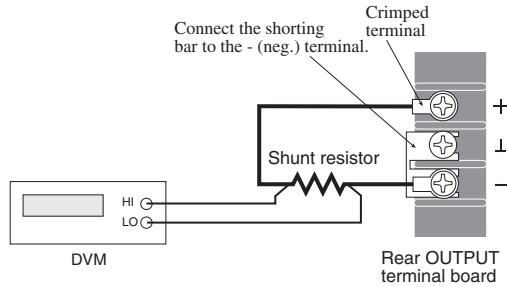 Crimped
terminal
Connect the shorting
bar to the - (neg.) terminal.
+
⊥
Shunt resistor
−
HI
LO
DVM
Rear OUTPUT
terminal board